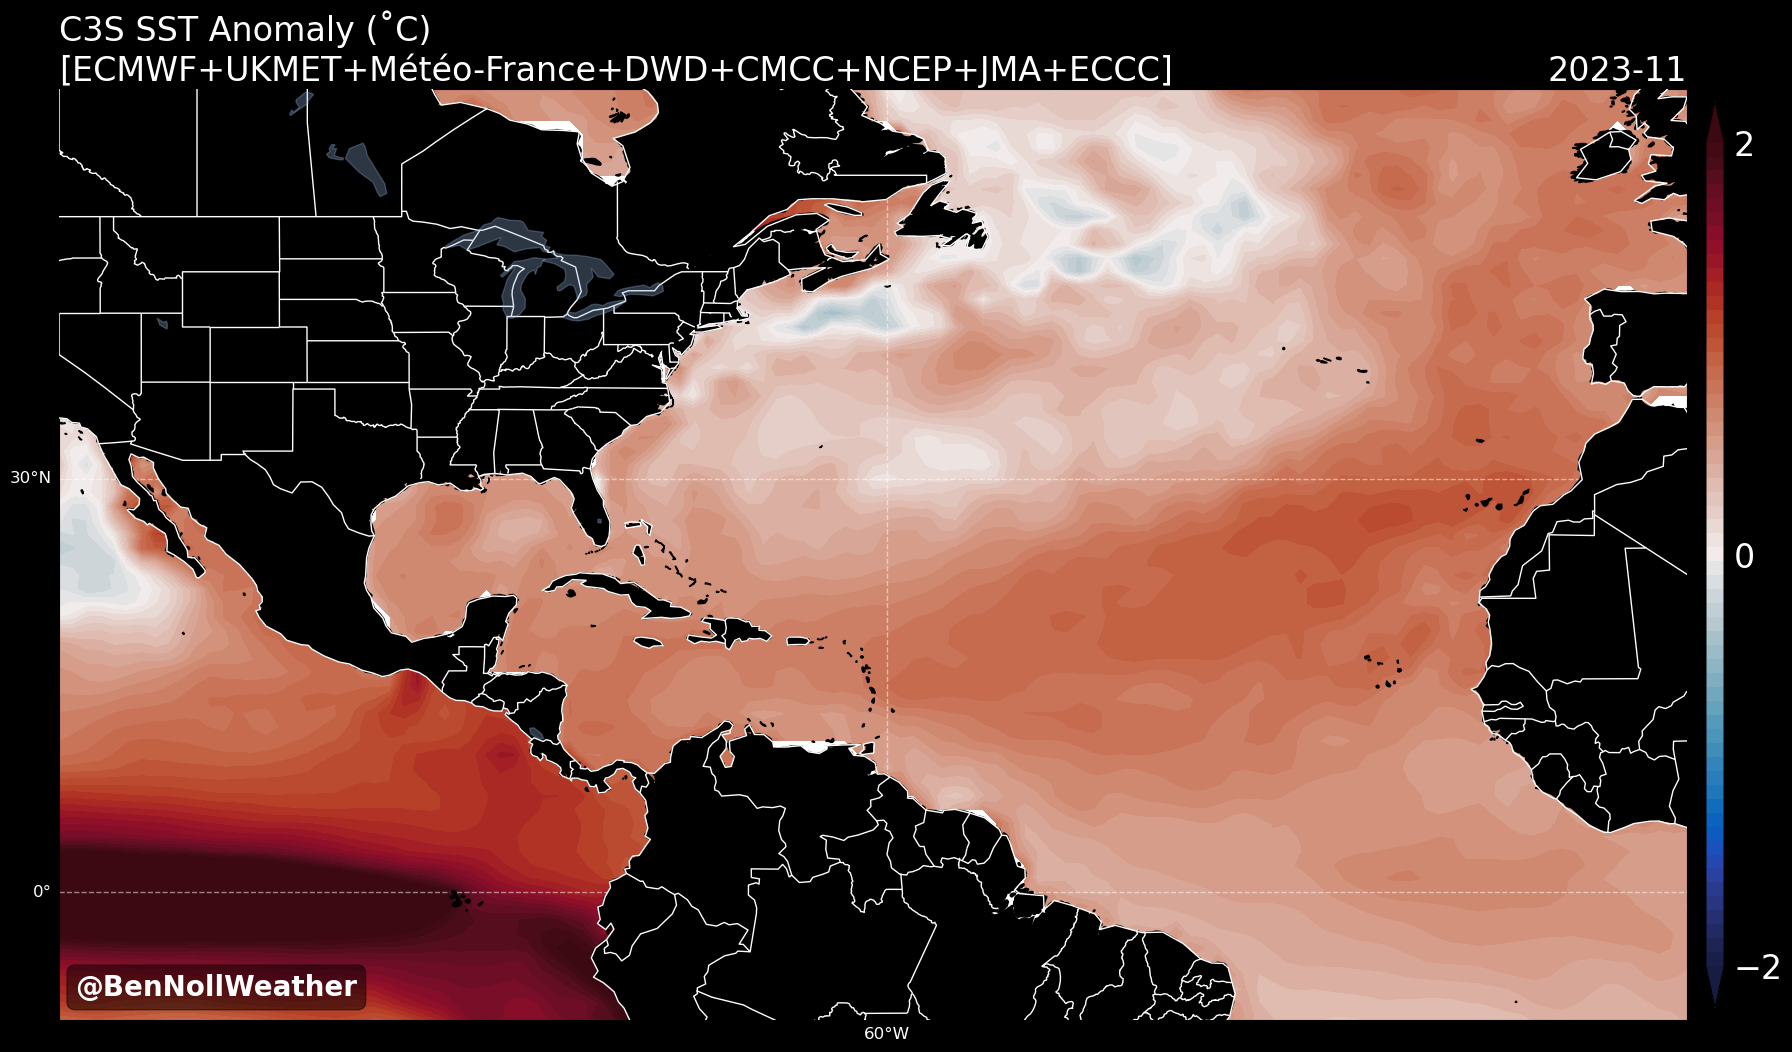 C3S SST Anomaly (˚C)
[ECMWF+UKMET+Météo-France+DWD+CMCC+NCEP+JMA+ECCC]
2023-11
2
30°N
0
0°
−2
@BenNollWeather
60°W